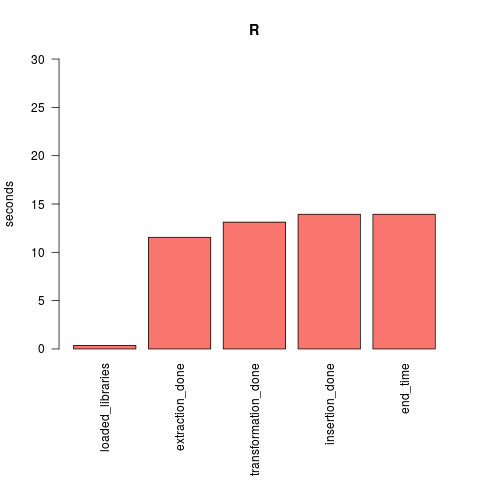 R
30
25
20
15
10
5
0
seconds
loaded_libraries
extraction_done
transformation_done
insertion_done
end_time